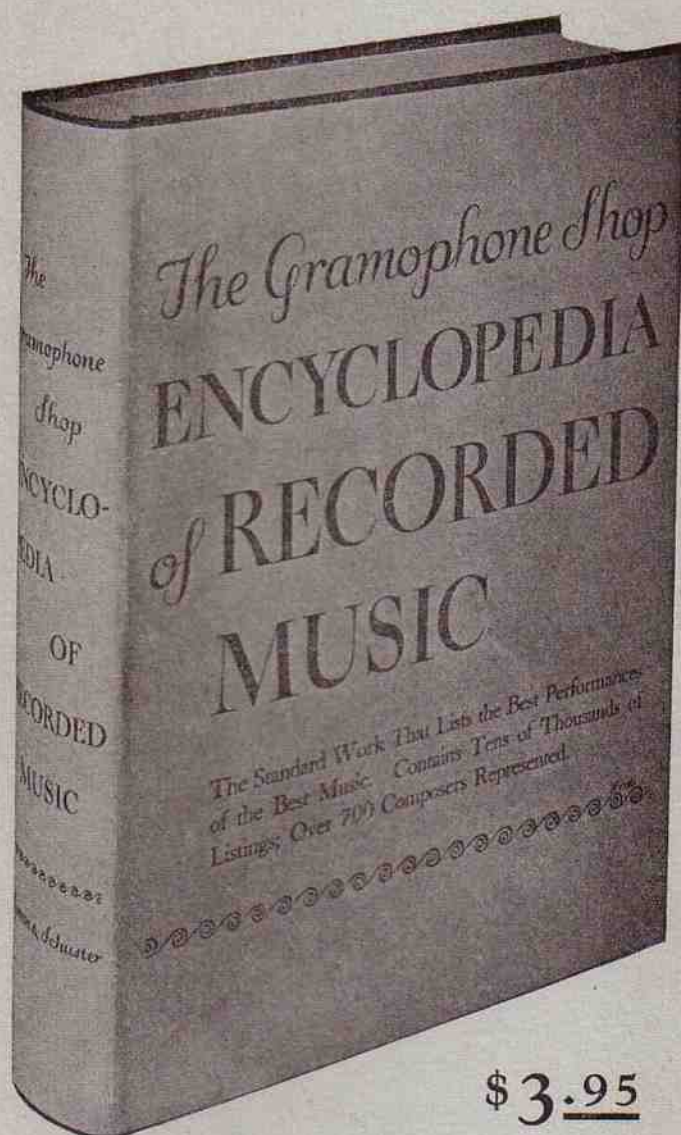 The
Gramophone
Shop
ENCYCLO-
PEDIA
OF
RECORDED
MUSIC
& Schuster
The Gramophone Shop
ENCYCLOPEDIA
of RECORDED
MUSIC
The Standard Work That Lists the Best Performances
of the Best Music. Contains Tens of Thousands of
Listings; Over 700 Composers Represented.
$3.95